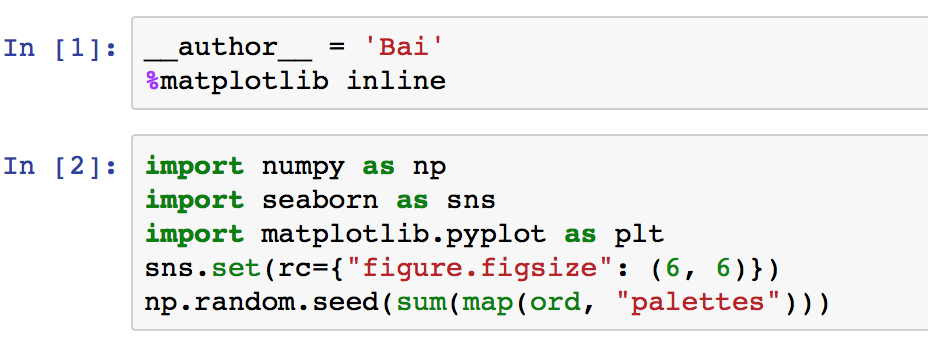 In [1]: __author__ = 'Bai'
%matplotlib inline
In [2]: import numpy as np
import seaborn as sns
import matplotlib.pyplot as plt
sns.set(rc={"figure.figsize": (6, 6)})
np.random.seed(sum(map(ord, "palettes")))